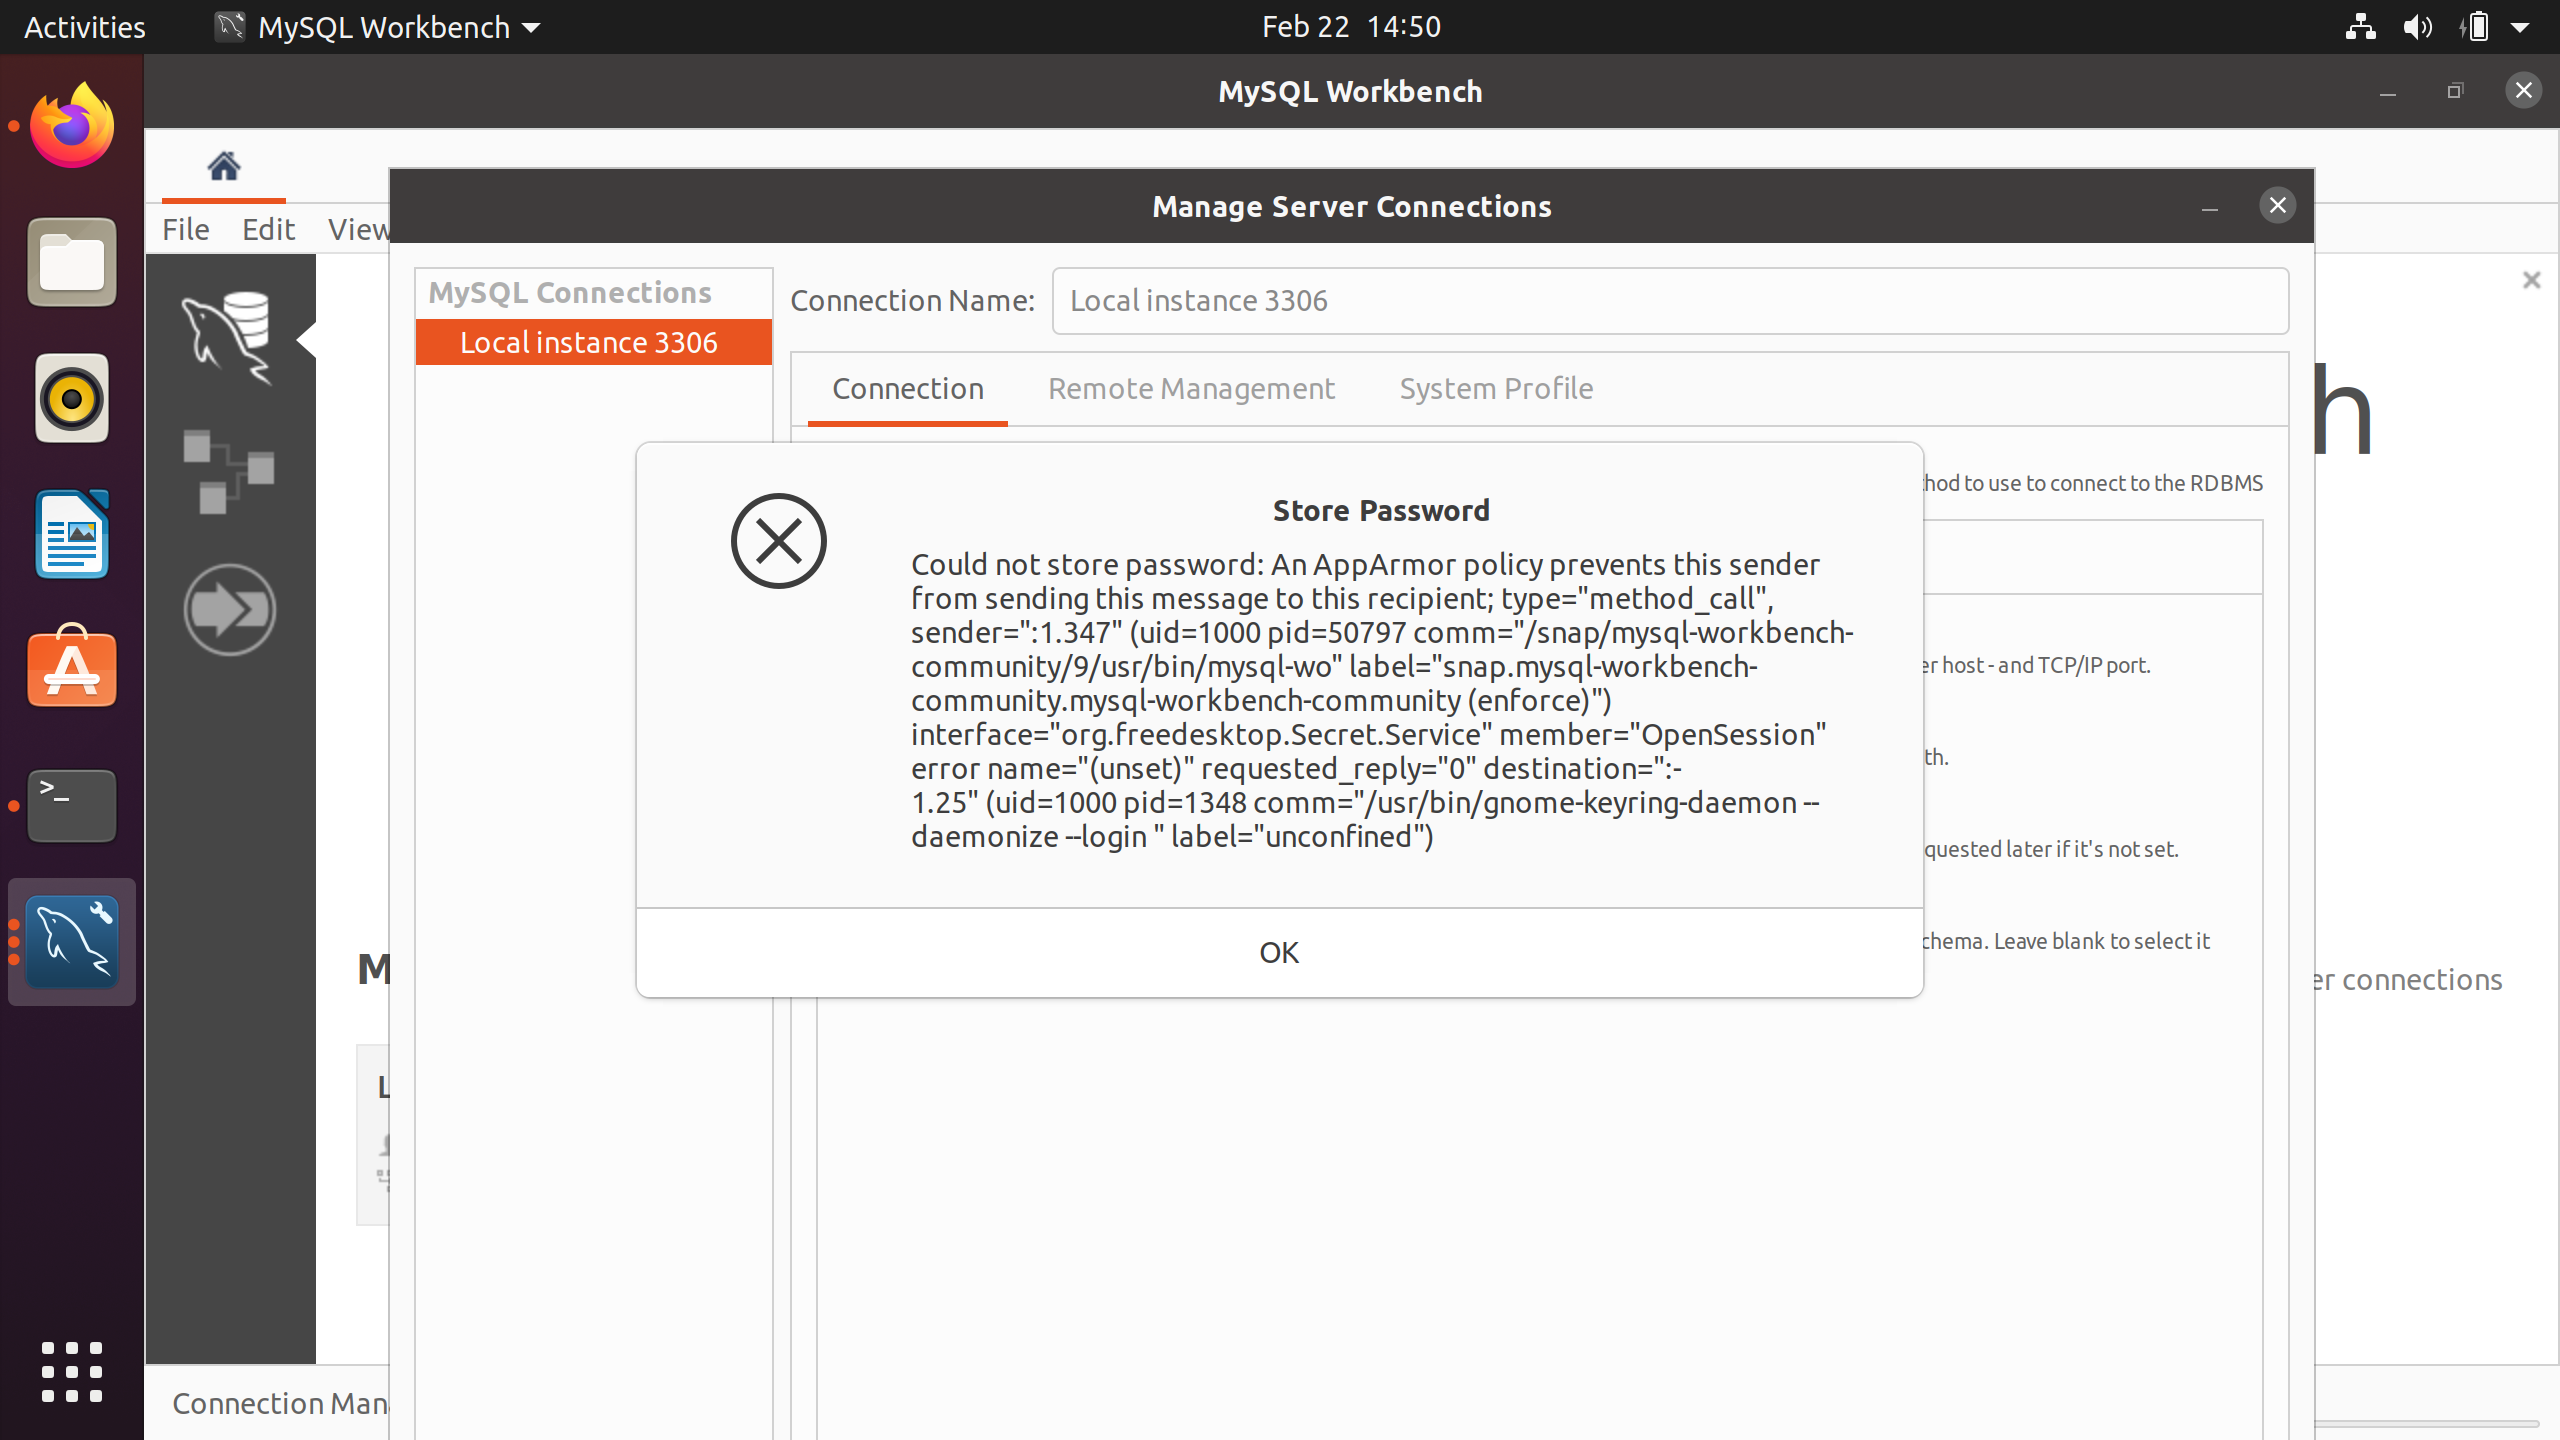 Activities
MySQL Workbench
Feb 22 14:50
MySQL Workbench
File Edit View
Manage Server Connections
MySQL Connections
Local instance 3306
Connection Name:
Local instance 3306
Connection
Remote Management
System Profile
h
hod to use to connect to the RDBMS
Store Password
Could not store password: An AppArmor policy prevents this sender
from sending this message to this recipient; type="method_call",
sender=":1.347" (uid=1000 pid=50797 comm="/snap/mysql-workbench-
community/9/usr/bin/mysql-wo" label="snap.mysql-workbench-
community.mysql-workbench-community (enforce)")
interface="org.freedesktop.Secret.Service" member="OpenSession"
error name="(unset)" requested_reply="0" destination=":-
1.25" (uid=1000 pid=1348 comm="/usr/bin/gnome-keyring-daemon --
daemonize --login " label="unconfined")
OK
er host - and TCP/IP port.
th.
quested later if it's not set.
chema. Leave blank to select it
M
er connections
L
Connection Man
>_